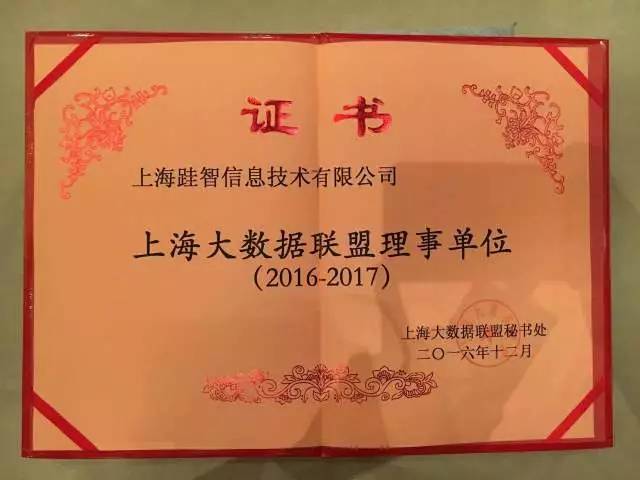 证书
上海跬智信息技术有限公司
上海大数据联盟理事单位
(2016-2017)
上海大数据联盟秘书处
二〇一六年十二月